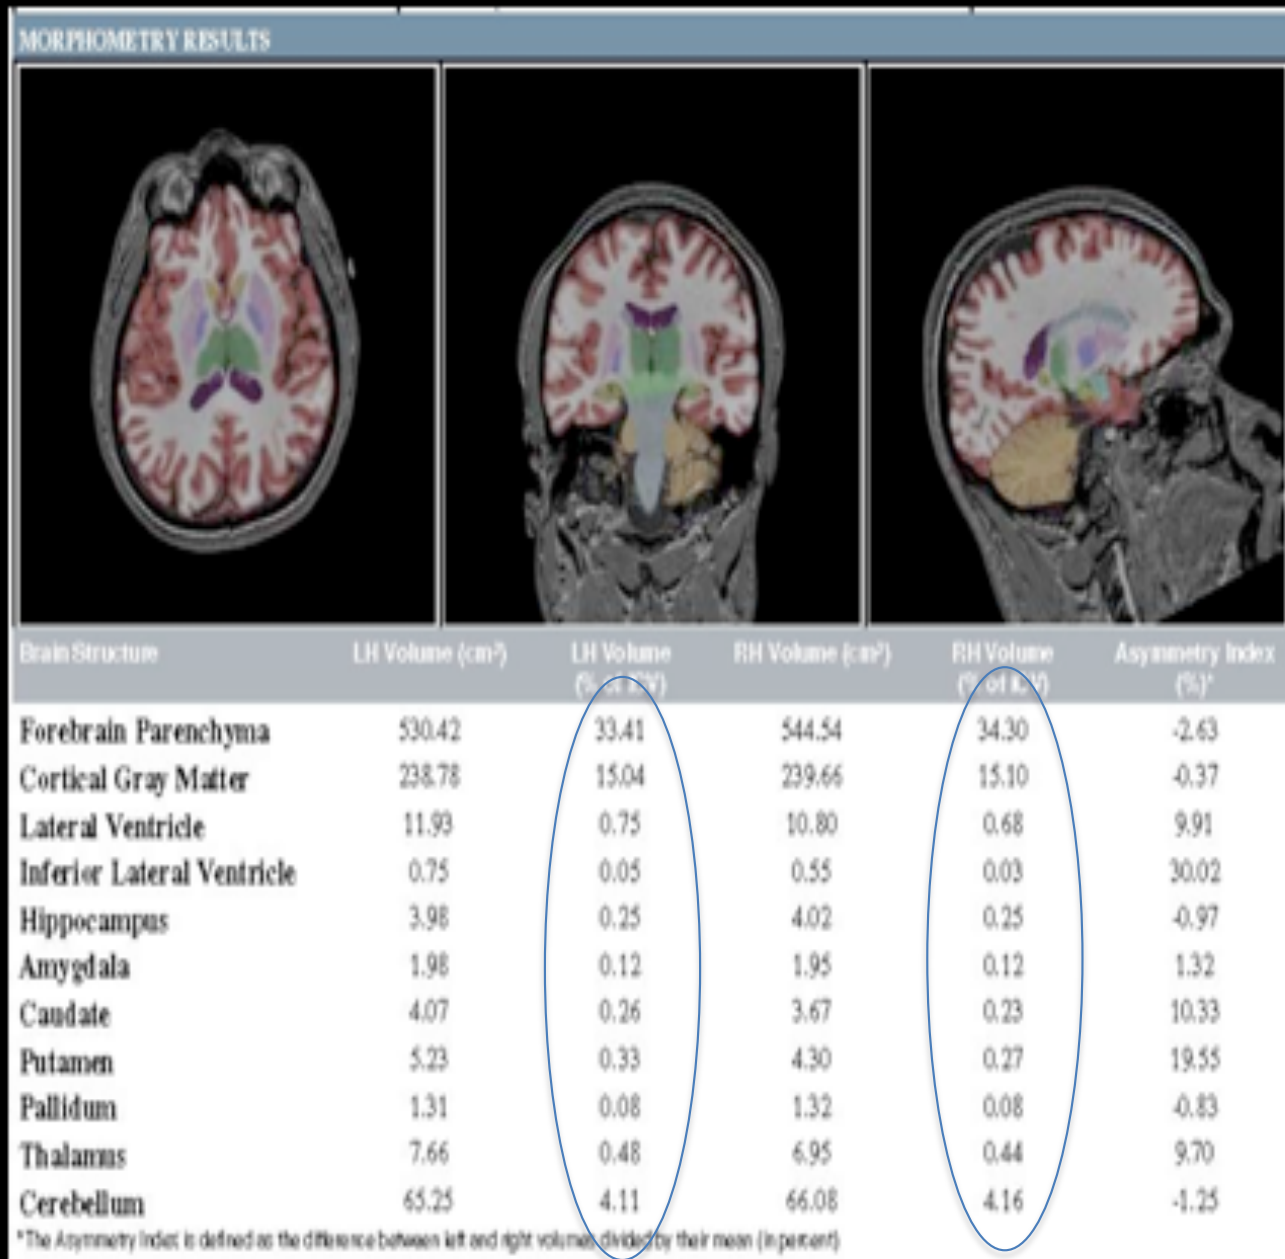 MORPHOMETRY RESULTS
Brain Structure LH Volume (cm³) LH Volume (% of ICV) RH Volume (cm³) RH Volume (% of ICV) Asymmetry Index (%)*
Forebrain Parenchyma 530.42 33.41 544.54 34.30 -2.63
Cortical Gray Matter 238.78 15.04 239.66 15.10 -0.37
Lateral Ventricle 11.93 0.75 10.80 0.68 9.91
Inferior Lateral Ventricle 0.75 0.05 0.55 0.03 30.02
Hippocampus 3.98 0.25 4.02 0.25 -0.97
Amygdala 1.98 0.12 1.95 0.12 1.32
Caudate 4.07 0.26 3.67 0.23 10.33
Putamen 5.23 0.33 4.30 0.27 19.55
Pallidum 1.31 0.08 1.32 0.08 -0.83
Thalamus 7.66 0.48 6.95 0.44 9.70
Cerebellum 65.25 4.11 66.08 4.16 -1.25
*The Asymmetry Index is defined as the difference between left and right volumes divided by their mean (in percent)